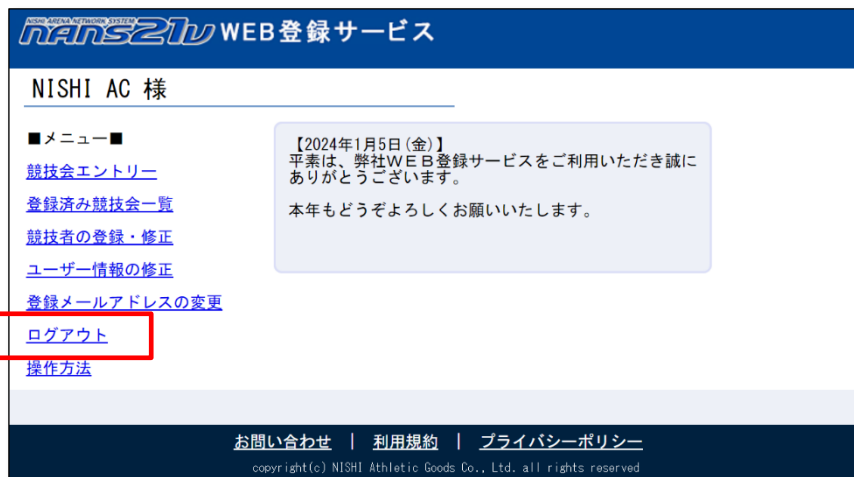 NISHI ARENA NETWORK SYSTEM
nans21V WEB登録サービス
NISHI AC 様
■メニュー■
競技会エントリー
登録済み競技会一覧
競技者の登録・修正
ユーザー情報の修正
登録メールアドレスの変更
ログアウト
操作方法
【2024年1月5日(金)】
平素は、弊社WEB登録サービスをご利用いただき誠に
ありがとうございます。
本年もどうぞよろしくお願いいたします。
お問い合わせ | 利用規約 | プライバシーポリシー
copyright(c) NISHI Athletic Goods Co., Ltd. all rights reserved